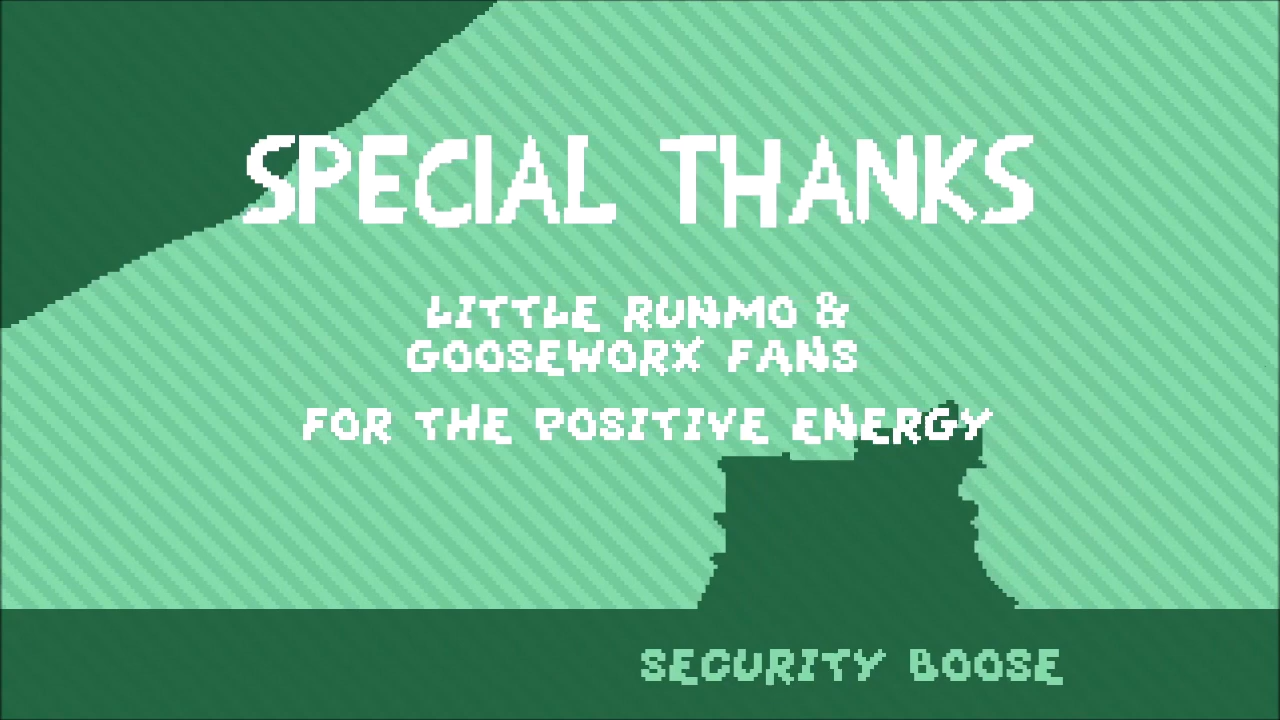 SPECIAL THANKS
LITTLE RUNMO &
GOOSEWORX FANS
FOR THE POSITIVE ENERGY
SECURITY BOOSE